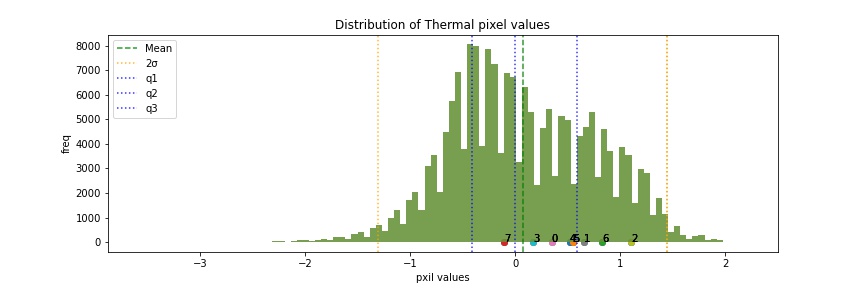 Distribution of Thermal pixel values
Mean
2σ
q1
q2
q3
freq
8000
7000
6000
5000
4000
3000
2000
1000
0
7 3 0 4 5 1 6 2
−3 −2 −1 0 1 2
pxil values